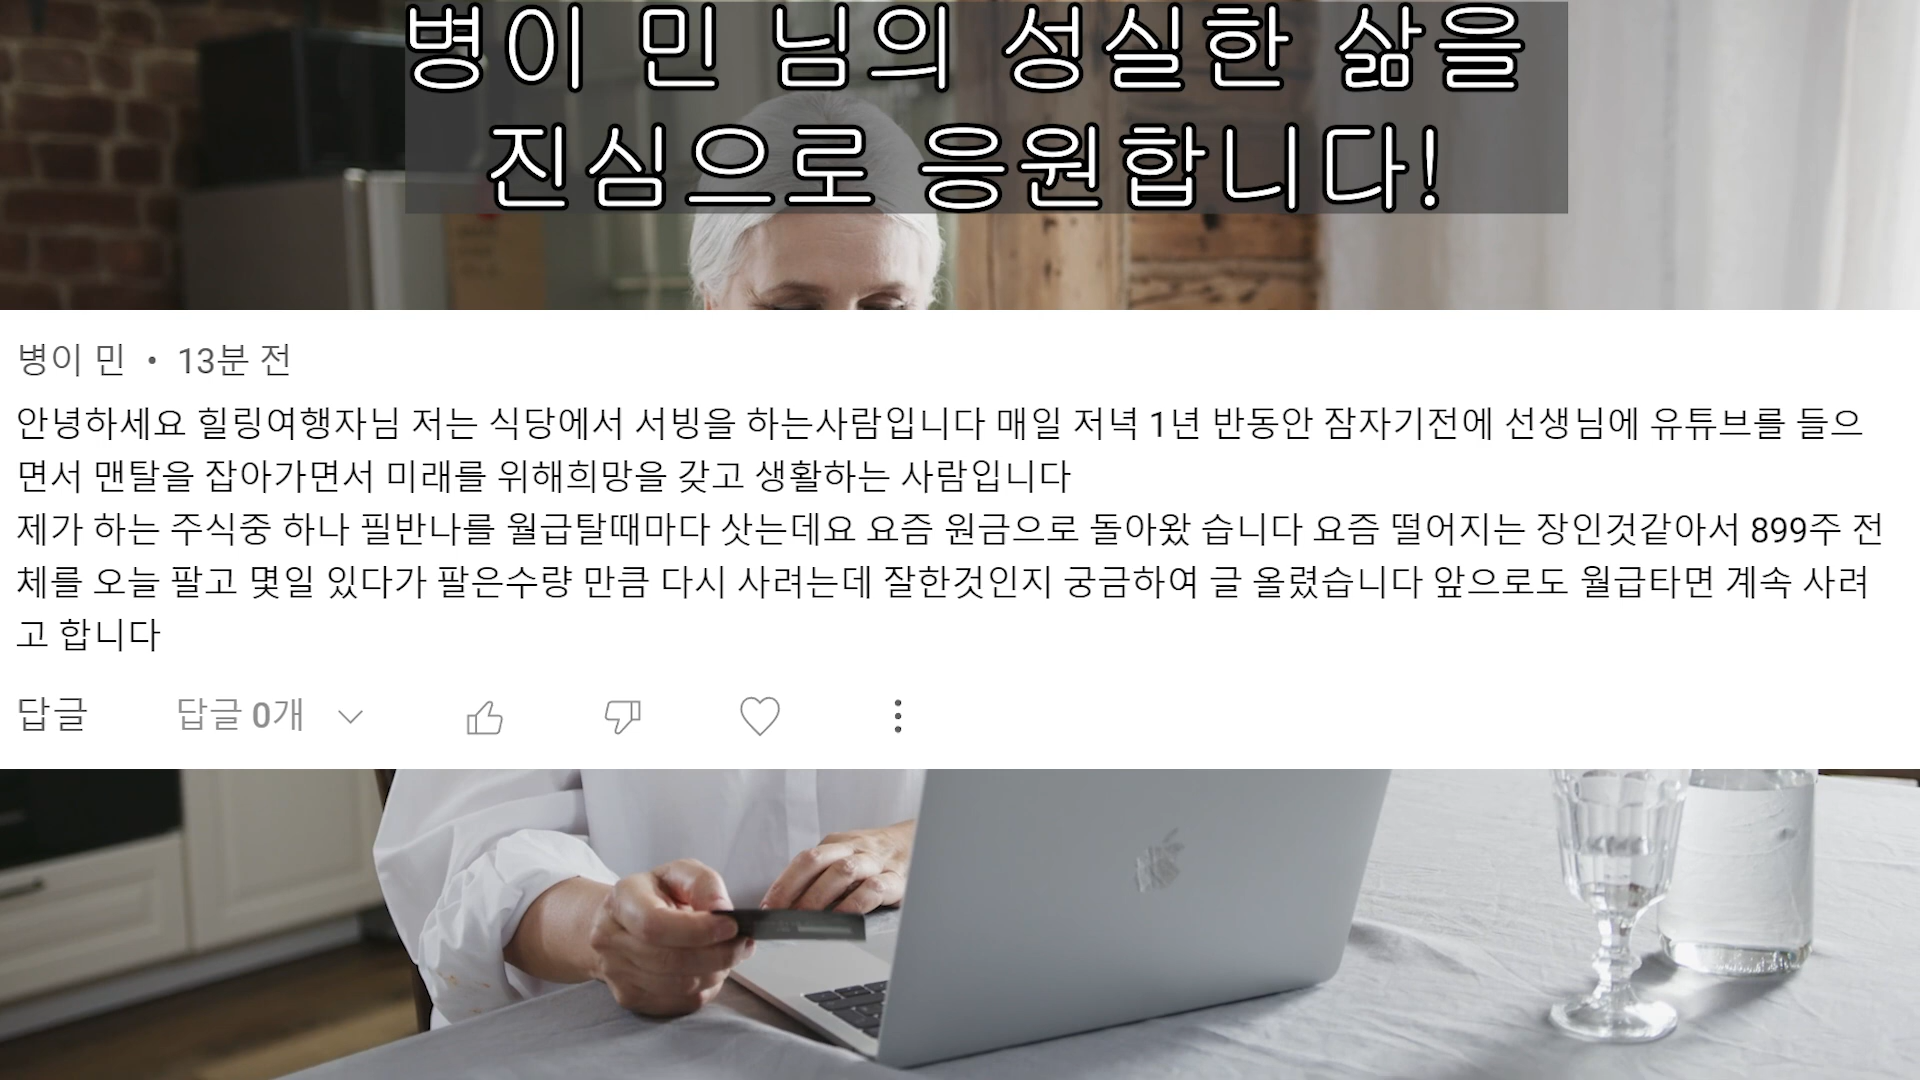 병이 민 님의 성실한 삶을
진심으로 응원합니다!
병이 민 • 13분 전
안녕하세요 힐링여행자님 저는 식당에서 서빙을 하는사람입니다 매일 저녁 1년 반동안 잠자기전에 선생님에 유튜브를 들으
면서 맨탈을 잡아가면서 미래를 위해희망을 갖고 생활하는 사람입니다
제가 하는 주식중 하나 필반나를 월급탈때마다 삿는데요 요즘 원금으로 돌아왔 습니다 요즘 떨어지는 장인것같아서 899주 전
체를 오늘 팔고 몇일 있다가 팔은수량 만큼 다시 사려는데 잘한것인지 궁금하여 글 올렸습니다 앞으로도 월급타면 계속 사려
고 합니다
답글 답글 0개